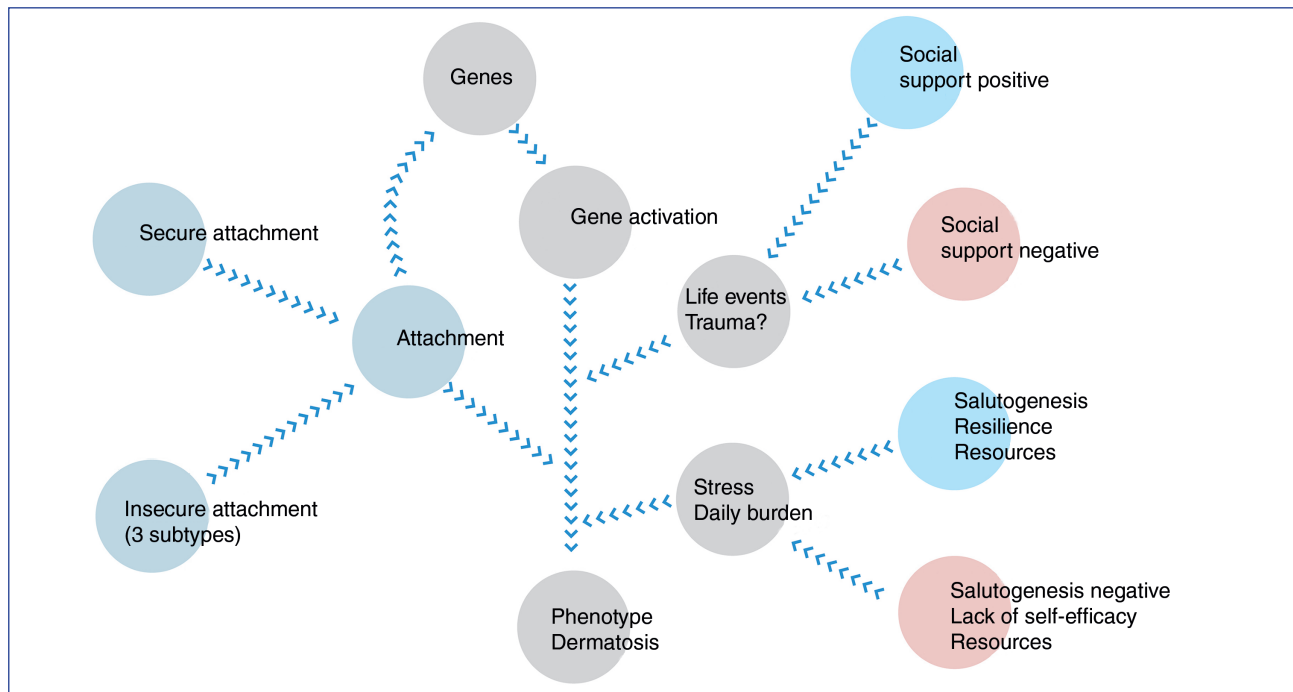 Genes
Social
support positive
Secure attachment
Gene activation
Social
support negative
Life events
Trauma?
Attachment
Salutogenesis
Resilience
Resources
Insecure attachment
(3 subtypes)
Stress
Daily burden
Phenotype
Dermatosis
Salutogenesis negative
Lack of self-efficacy
Resources